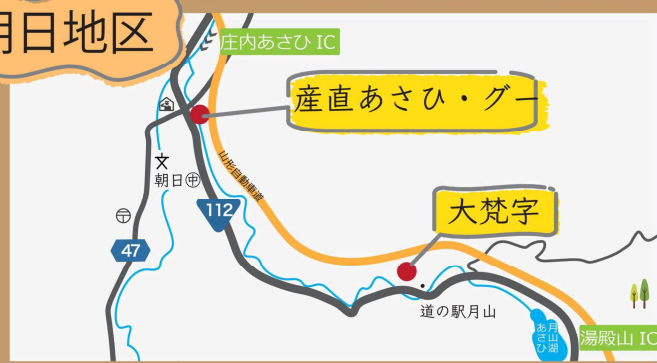 朝日地区
庄内あさひ IC
産直あさひ・グー
山形自動車道
文
朝日㊥
112
大梵字
〒
47
道の駅月山
あさひ
月山湖
湯殿山 IC